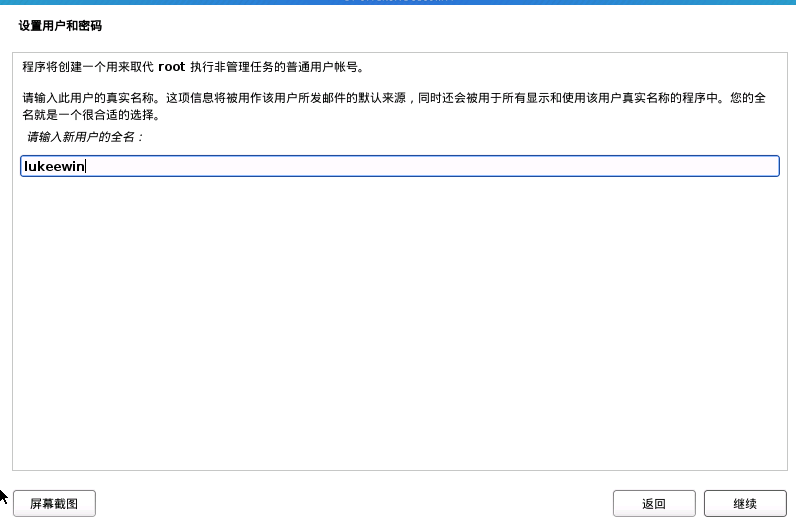 设置用户和密码
程序将创建一个用来取代 root 执行非管理任务的普通用户帐号。
请输入此用户的真实名称。这项信息将被用作该用户所发邮件的默认来源，同时还会被用于所有显示和使用该用户真实名称的程序中。您的全
名就是一个很合适的选择。
请输入新用户的全名：
lukeewin
屏幕截图
返回
继续